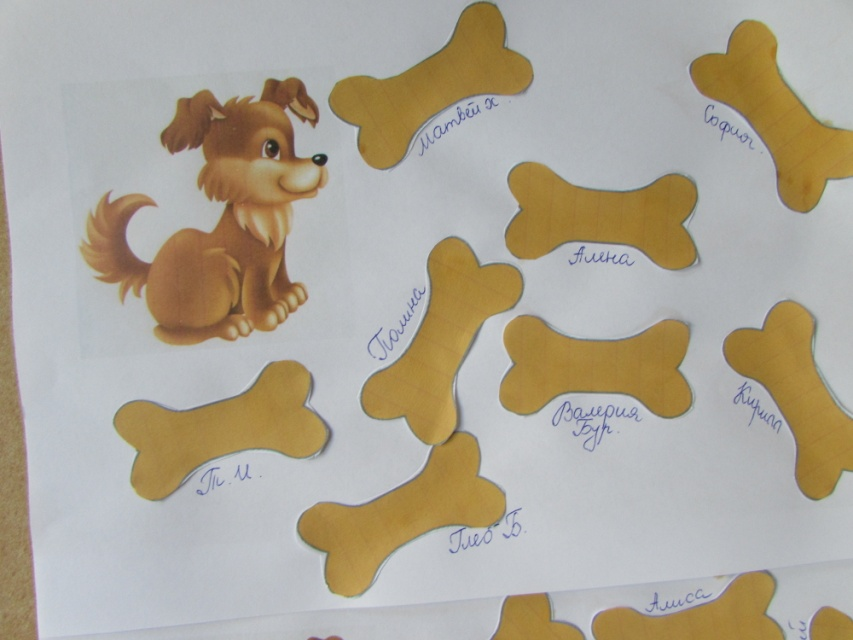 Матвей Х
София.
Алена
Полина
Валерия
Бур.
Кирилл
Т. И.
Глеб Б.
Алиса